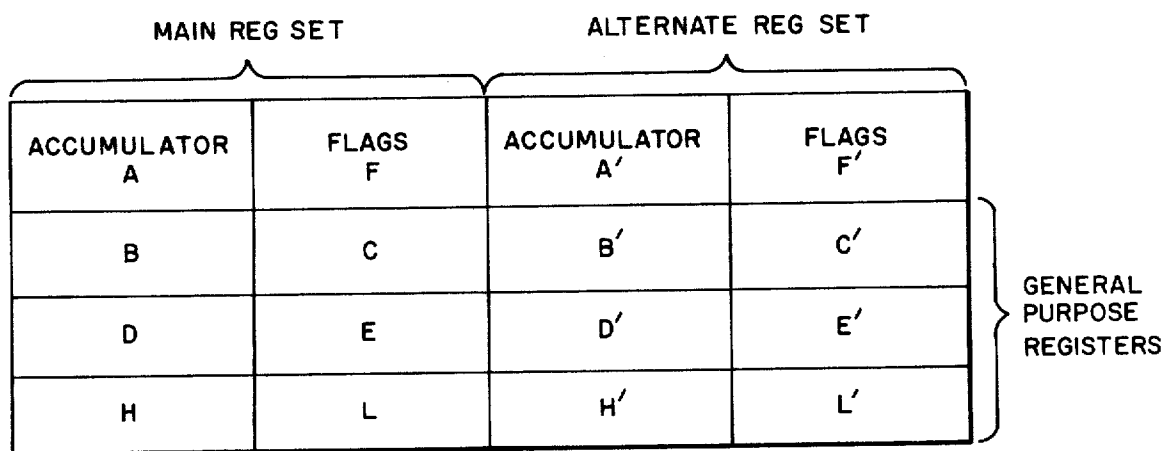 MAIN REG SET
ALTERNATE REG SET
ACCUMULATOR
A
FLAGS
F
ACCUMULATOR
A′
FLAGS
F′
B
C
B′
C′
D
E
D′
E′
H
L
H′
L′
GENERAL
PURPOSE
REGISTERS